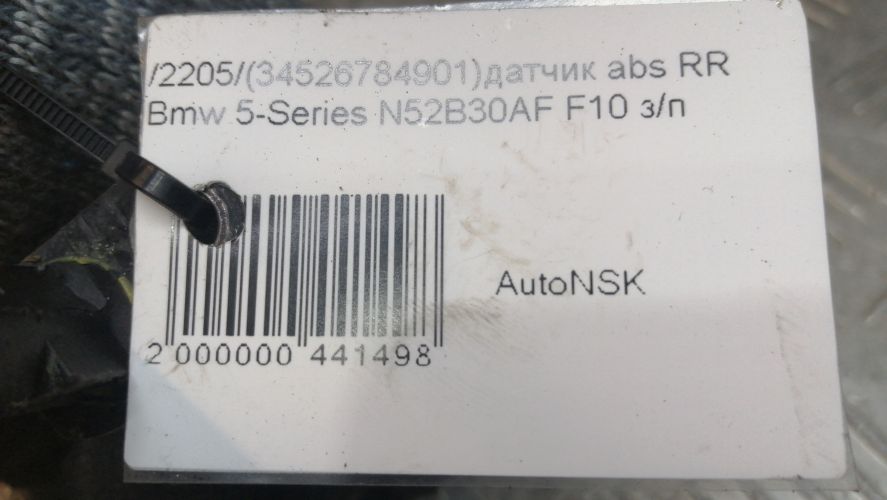 /2205/(34526784901)датчик abs RR
Bmw 5-Series N52B30AF F10 з/п
AutoNSK
2 000000 441498